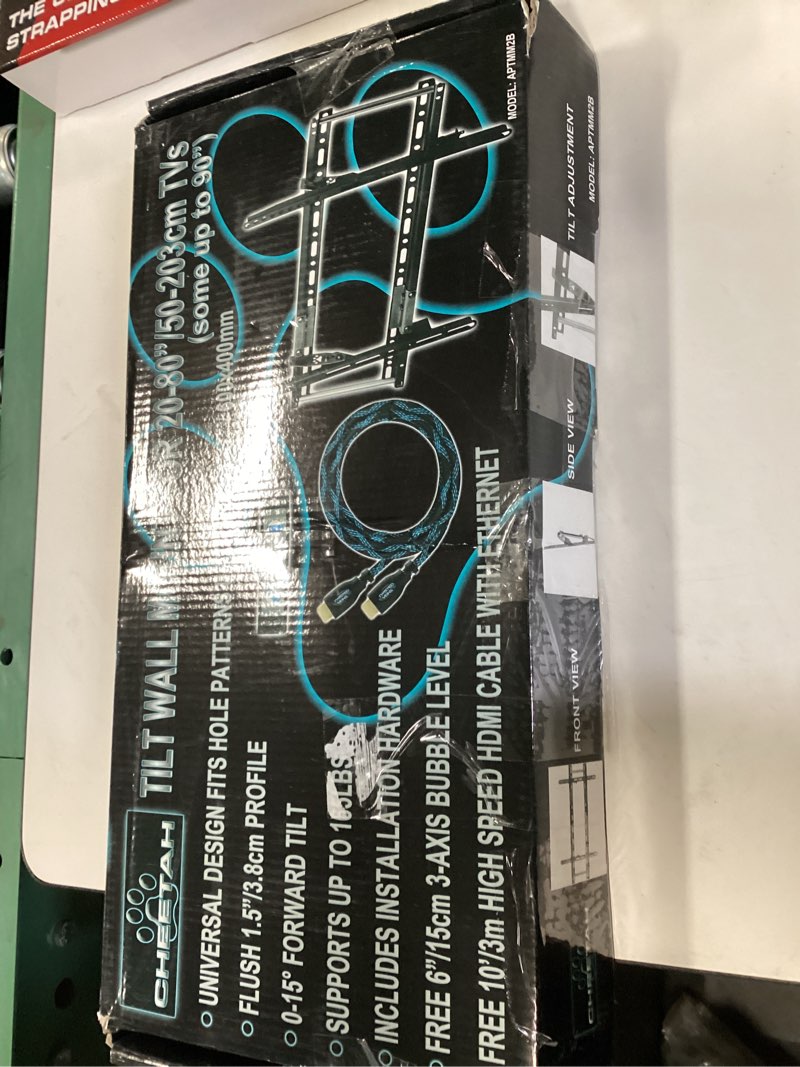 THE
STRAPPING
MODEL: APTMM2B
CHEETAH
TILT WALL 20-80"/50-203cm TVs
(some up to 90")
UNIVERSAL DESIGN FITS HOLE PATTERN
FLUSH 1.5"/3.8cm PROFILE
0-15° FORWARD TILT
SUPPORTS UP TO
INCLUDES INSTALLATION HARDWARE
FREE 6"/15cm 3-AXIS BUBBLE LEVEL
FREE 10'/3m HIGH SPEED HDMI CABLE WITH ETHERNET
CHEETAH
FRONT VIEW
SIDE VIEW
TILT ADJUSTMENT
MODEL: APTMM2B